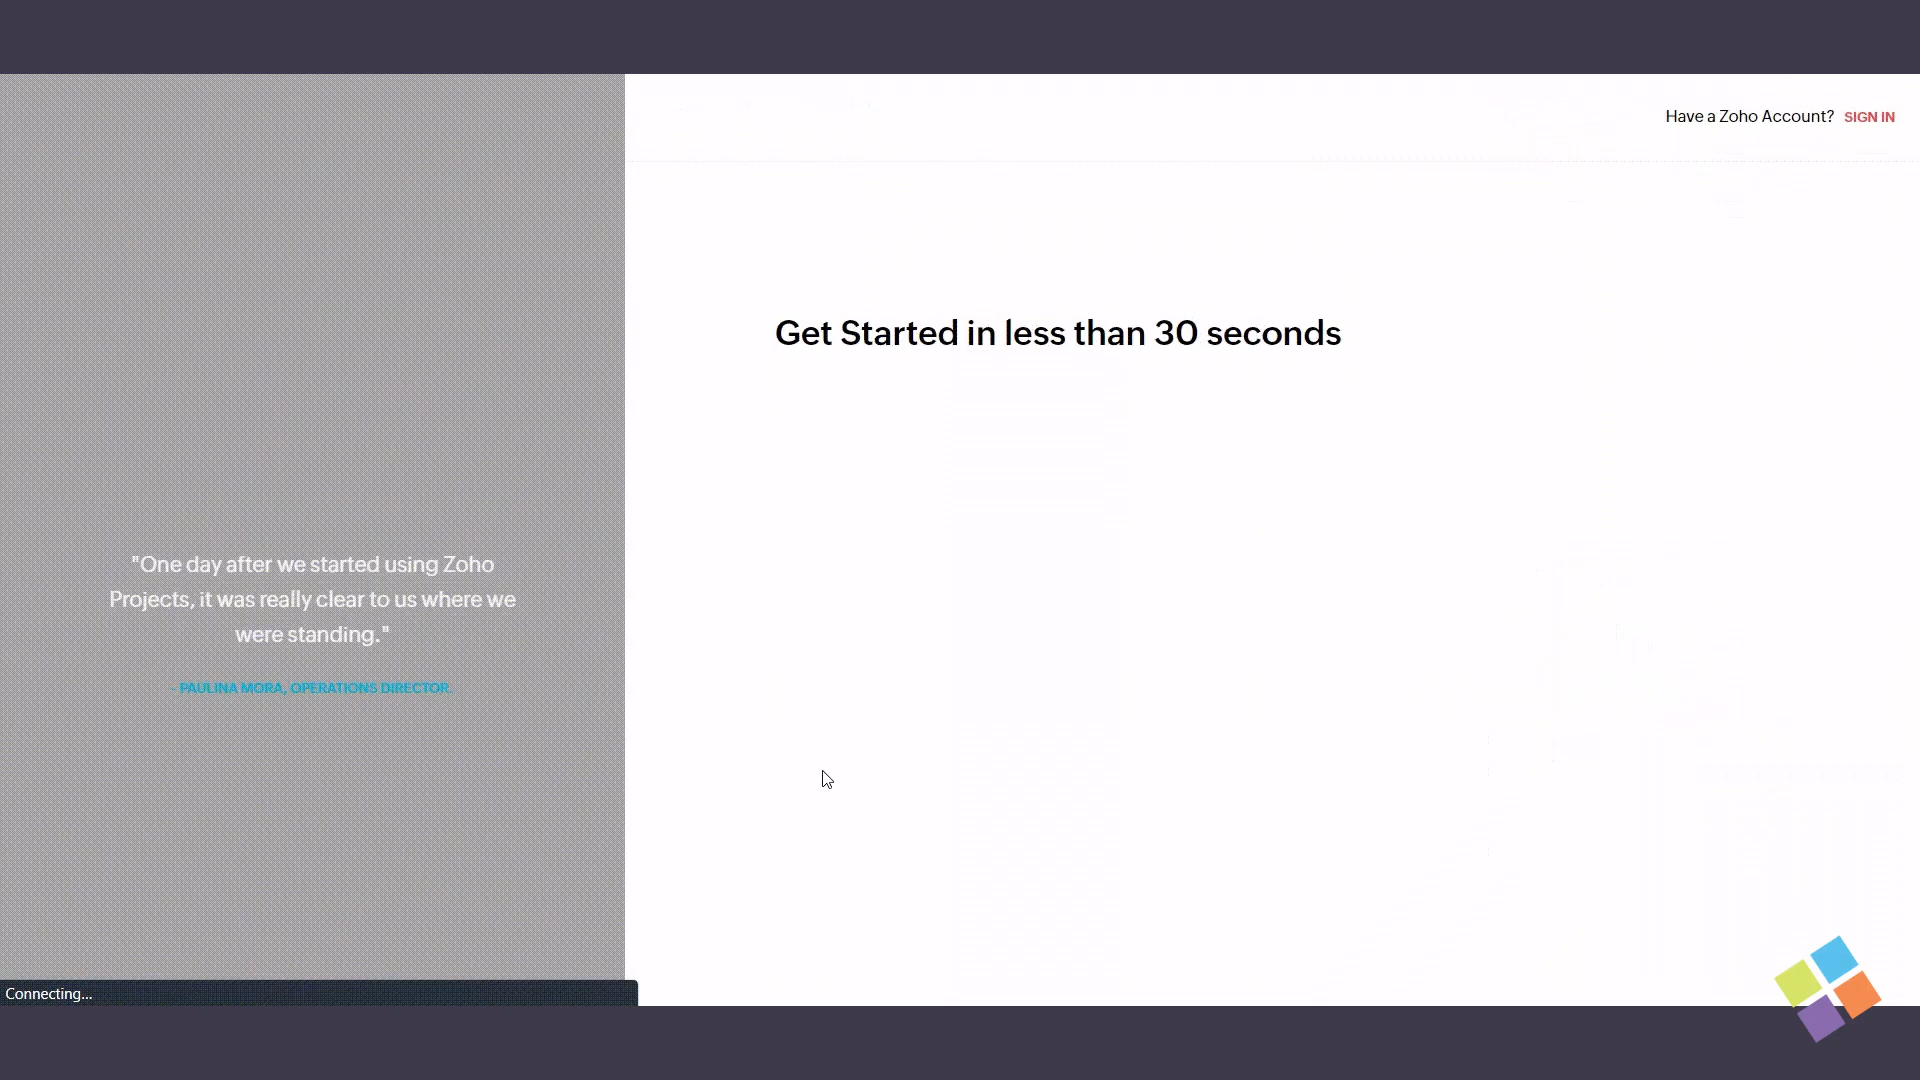 Have a Zoho Account? SIGN IN
Get Started in less than 30 seconds
"One day after we started using Zoho
Projects, it was really clear to us where we
were standing."
- PAULINA MORA, OPERATIONS DIRECTOR.
Connecting...